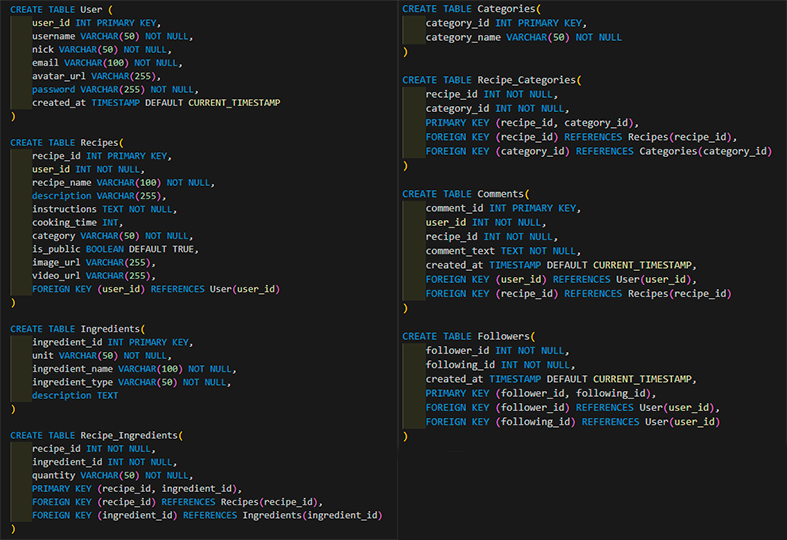 CREATE TABLE User (
user_id INT PRIMARY KEY,
username VARCHAR(50) NOT NULL,
nick VARCHAR(50) NOT NULL,
email VARCHAR(100) NOT NULL,
avatar_url VARCHAR(255),
password VARCHAR(255) NOT NULL,
created_at TIMESTAMP DEFAULT CURRENT_TIMESTAMP
)
CREATE TABLE Recipes(
recipe_id INT PRIMARY KEY,
user_id INT NOT NULL,
recipe_name VARCHAR(100) NOT NULL,
description VARCHAR(255),
instructions TEXT NOT NULL,
cooking_time INT,
category VARCHAR(50) NOT NULL,
is_public BOOLEAN DEFAULT TRUE,
image_url VARCHAR(255),
video_url VARCHAR(255),
FOREIGN KEY (user_id) REFERENCES User(user_id)
)
CREATE TABLE Ingredients(
ingredient_id INT PRIMARY KEY,
unit VARCHAR(50) NOT NULL,
ingredient_name VARCHAR(100) NOT NULL,
ingredient_type VARCHAR(50) NOT NULL,
description TEXT
)
CREATE TABLE Recipe_Ingredients(
recipe_id INT NOT NULL,
ingredient_id INT NOT NULL,
quantity VARCHAR(50) NOT NULL,
PRIMARY KEY (recipe_id, ingredient_id),
FOREIGN KEY (recipe_id) REFERENCES Recipes(recipe_id),
FOREIGN KEY (ingredient_id) REFERENCES Ingredients(ingredient_id)
)
CREATE TABLE Categories(
category_id INT PRIMARY KEY,
category_name VARCHAR(50) NOT NULL
)
CREATE TABLE Recipe_Categories(
recipe_id INT NOT NULL,
category_id INT NOT NULL,
PRIMARY KEY (recipe_id, category_id),
FOREIGN KEY (recipe_id) REFERENCES Recipes(recipe_id),
FOREIGN KEY (category_id) REFERENCES Categories(category_id)
)
CREATE TABLE Comments(
comment_id INT PRIMARY KEY,
user_id INT NOT NULL,
recipe_id INT NOT NULL,
comment_text TEXT NOT NULL,
created_at TIMESTAMP DEFAULT CURRENT_TIMESTAMP,
FOREIGN KEY (user_id) REFERENCES User(user_id),
FOREIGN KEY (recipe_id) REFERENCES Recipes(recipe_id)
)
CREATE TABLE Followers(
follower_id INT NOT NULL,
following_id INT NOT NULL,
created_at TIMESTAMP DEFAULT CURRENT_TIMESTAMP,
PRIMARY KEY (follower_id, following_id),
FOREIGN KEY (follower_id) REFERENCES User(user_id),
FOREIGN KEY (following_id) REFERENCES User(user_id)
)